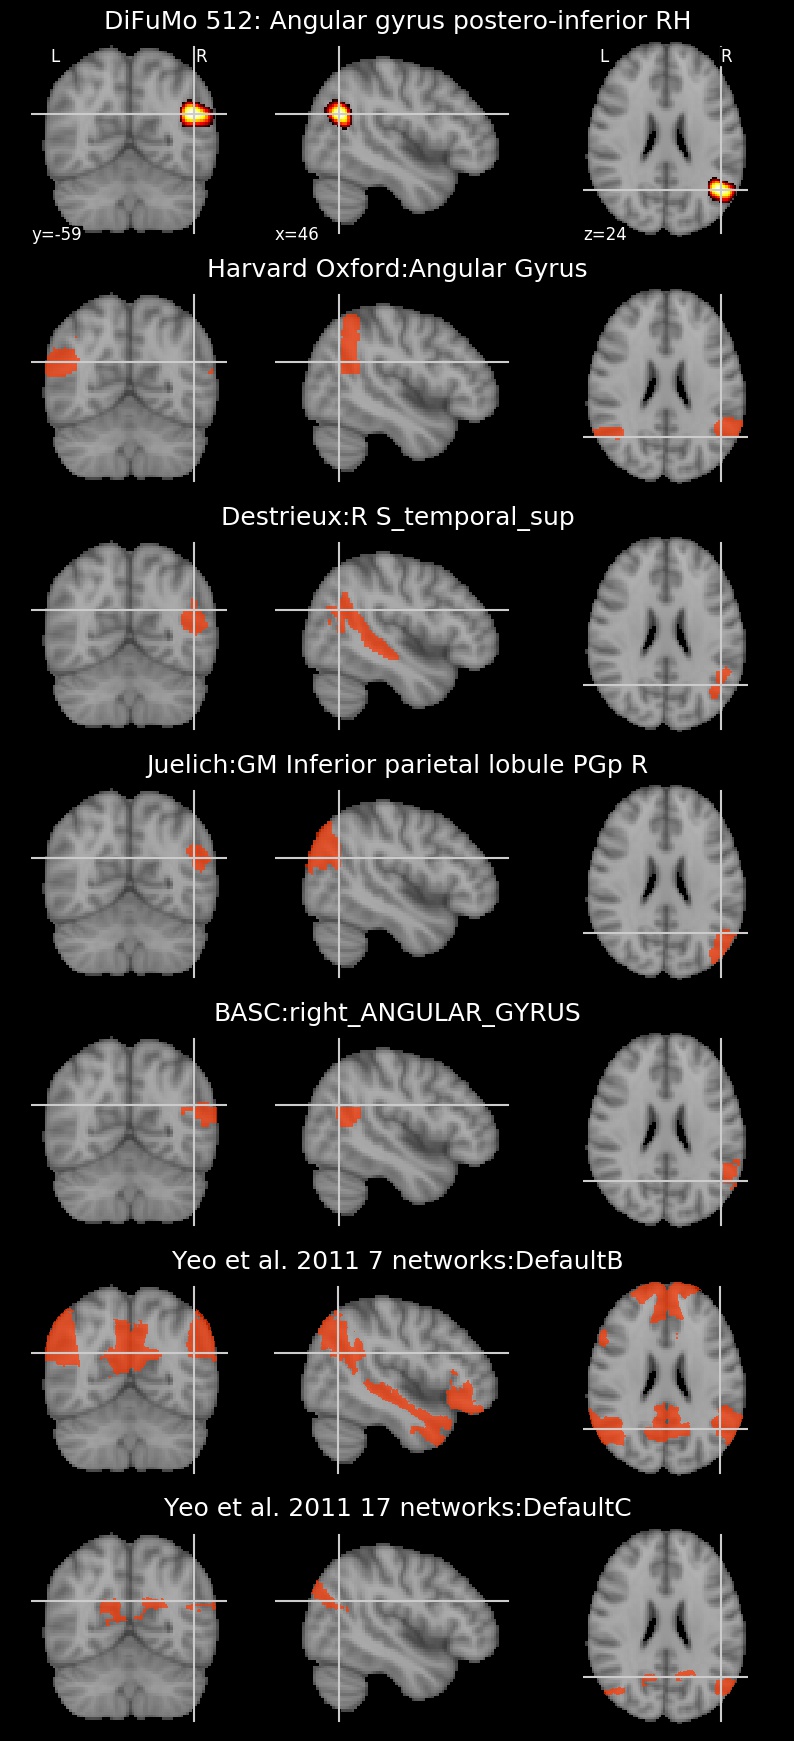 DiFuMo 512: Angular gyrus postero-inferior RH
L R L R
y=-59 x=46 z=24
Harvard Oxford:Angular Gyrus
Destrieux:R S_temporal_sup
Juelich:GM Inferior parietal lobule PGp R
BASC:right_ANGULAR_GYRUS
Yeo et al. 2011 7 networks:DefaultB
Yeo et al. 2011 17 networks:DefaultC